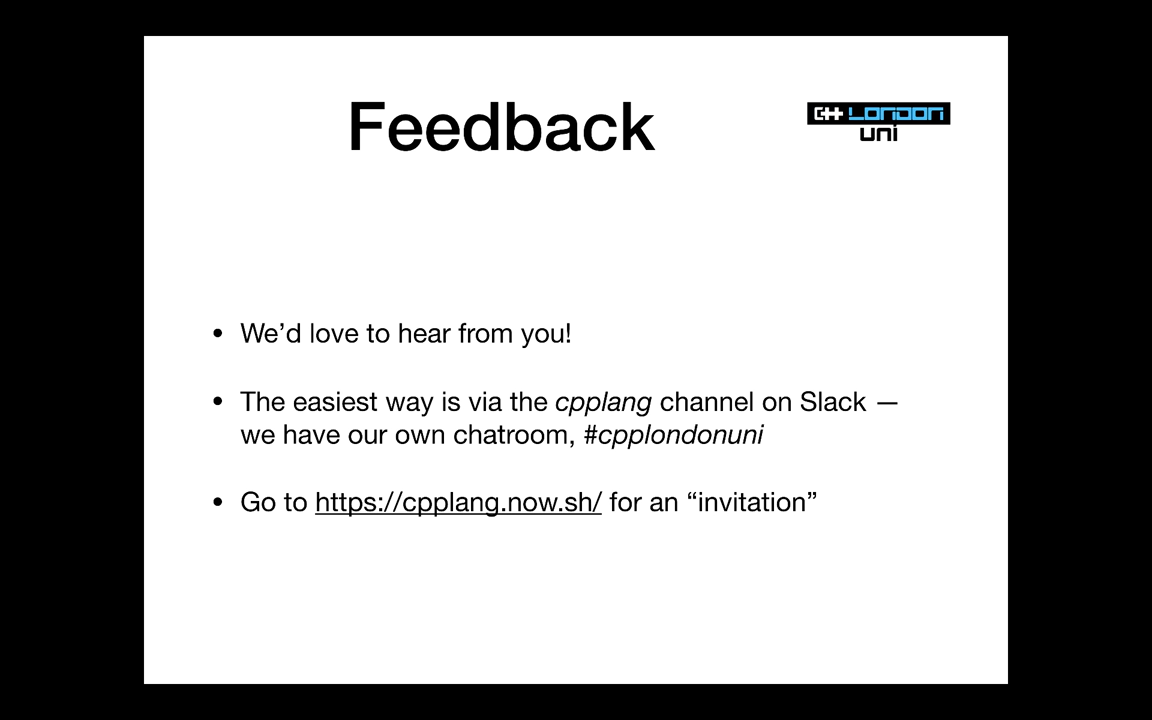 Feedback
C++ London
uni
• We’d love to hear from you!
• The easiest way is via the cpplang channel on Slack —
we have our own chatroom, #cpplondonuni
• Go to https://cpplang.now.sh/ for an “invitation”